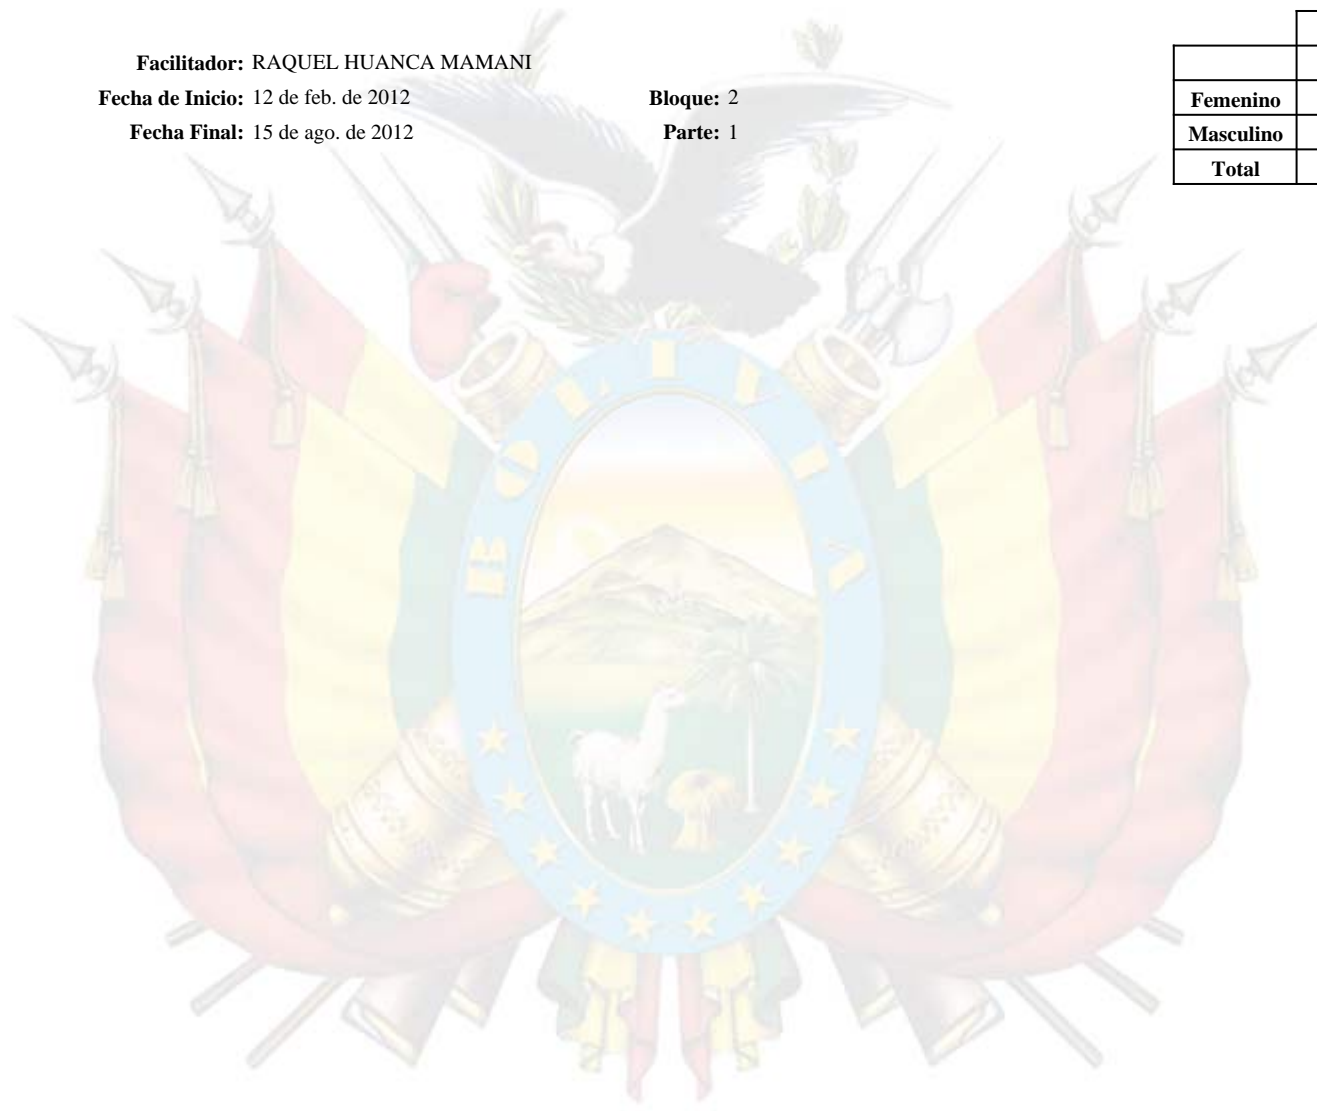 Facilitador: RAQUEL HUANCA MAMANI
Fecha de Inicio: 12 de feb. de 2012 Bloque: 2
Fecha Final: 15 de ago. de 2012 Parte: 1
Femenino
Masculino
Total
BOLIVIA